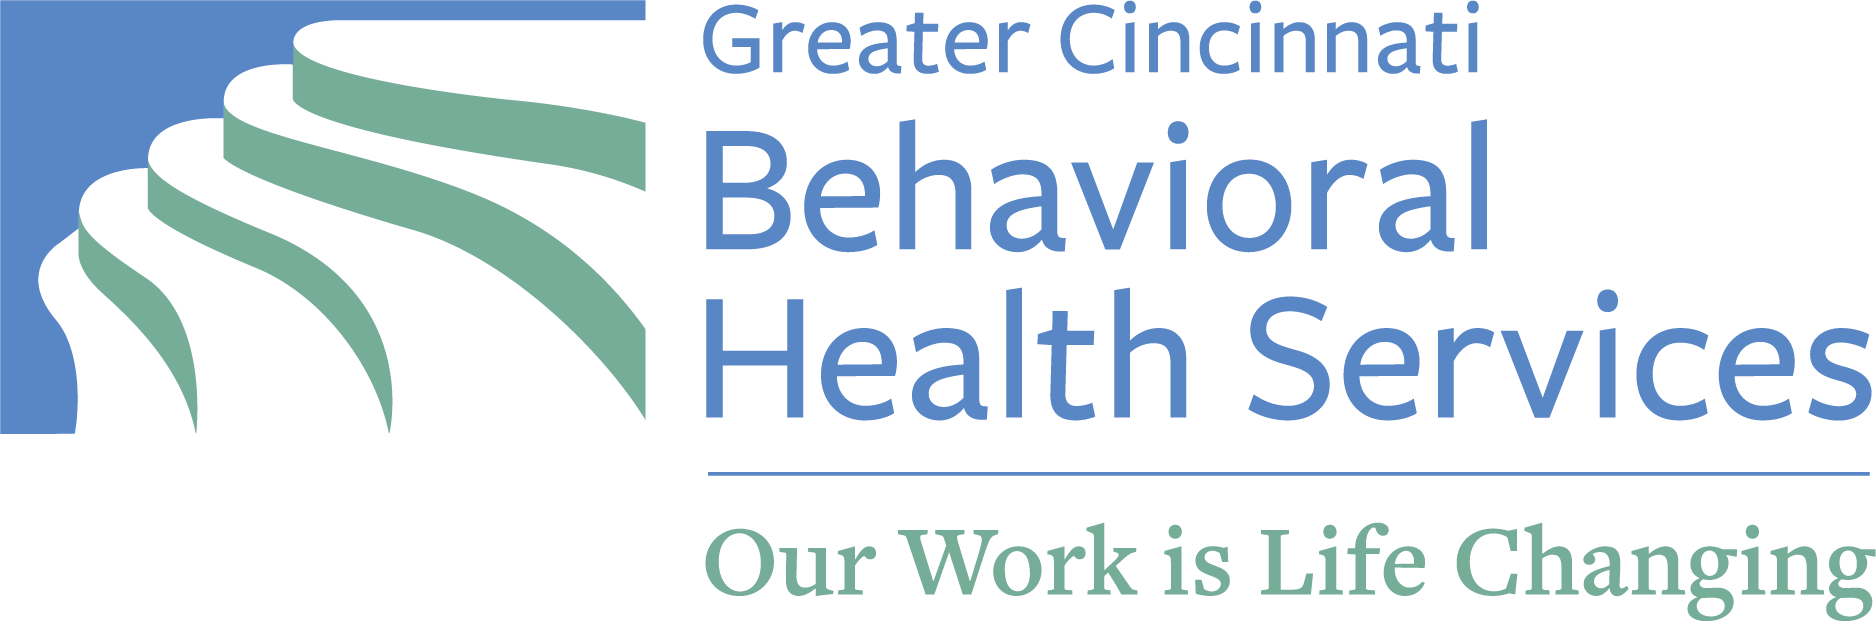 Greater Cincinnati
Behavioral
Health Services
Our Work is Life Changing